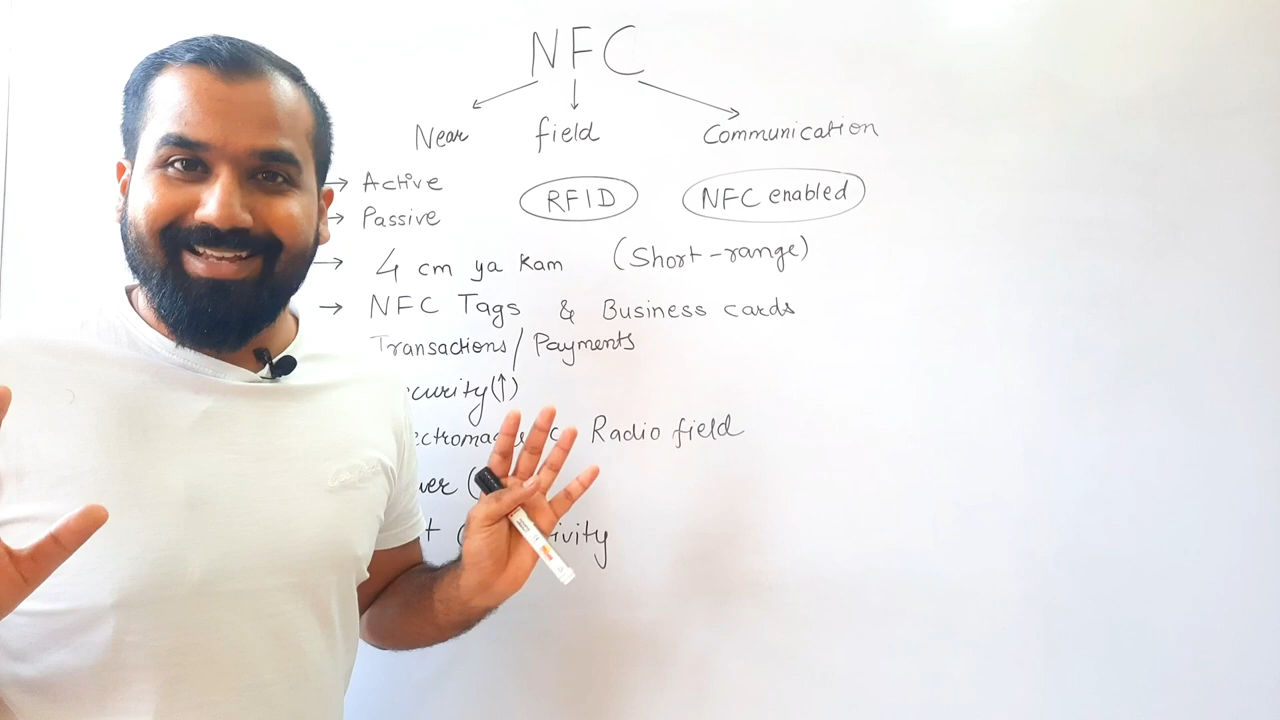 NFC
Near field Communication
→ Active
RFID NFC enabled
→ Passive
→ 4 cm ya kam (Short-range)
→ NFC Tags & Business cards
Transactions/Payments
curity(↑)
Radio field